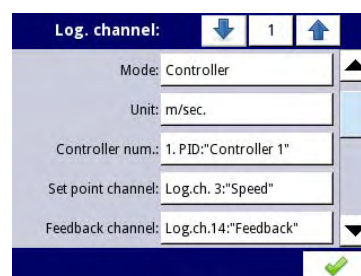 Log. channel: 1
Mode: Controller
Unit: m/sec.
Controller num.: 1. PID:"Controller 1"
Set point channel: Log.ch. 3:"Speed"
Feedback channel: Log.ch.14:"Feedback"